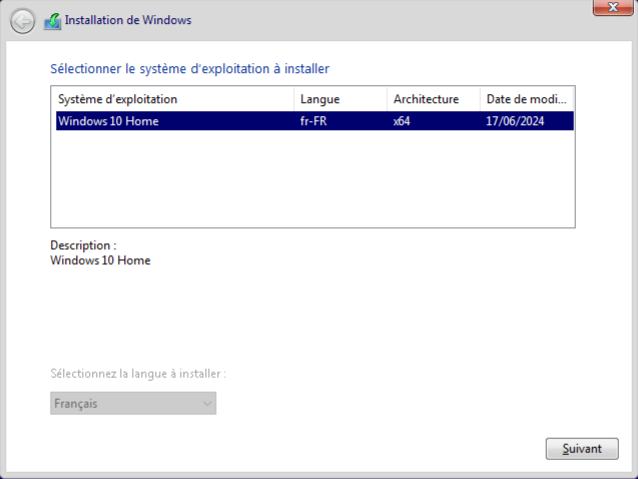 Installation de Windows
Sélectionner le système d'exploitation à installer
Système d'exploitation Langue Architecture Date de modi...
Windows 10 Home fr-FR x64 17/06/2024
Description :
Windows 10 Home
Sélectionnez la langue à installer :
Français
Suivant